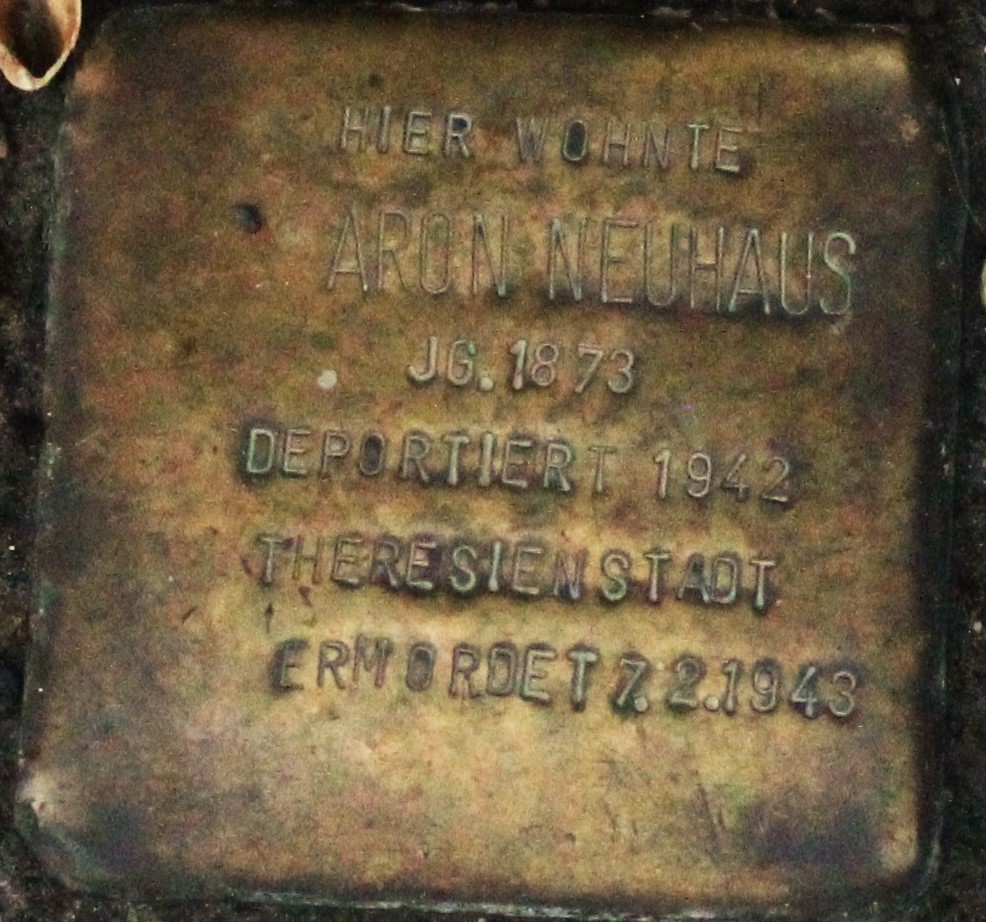 HIER WOHNTE
ARON NEUHAUS
JG. 1873
DEPORTIERT 1942
THERESIENSTADT
ERMORDET 7.2.1943